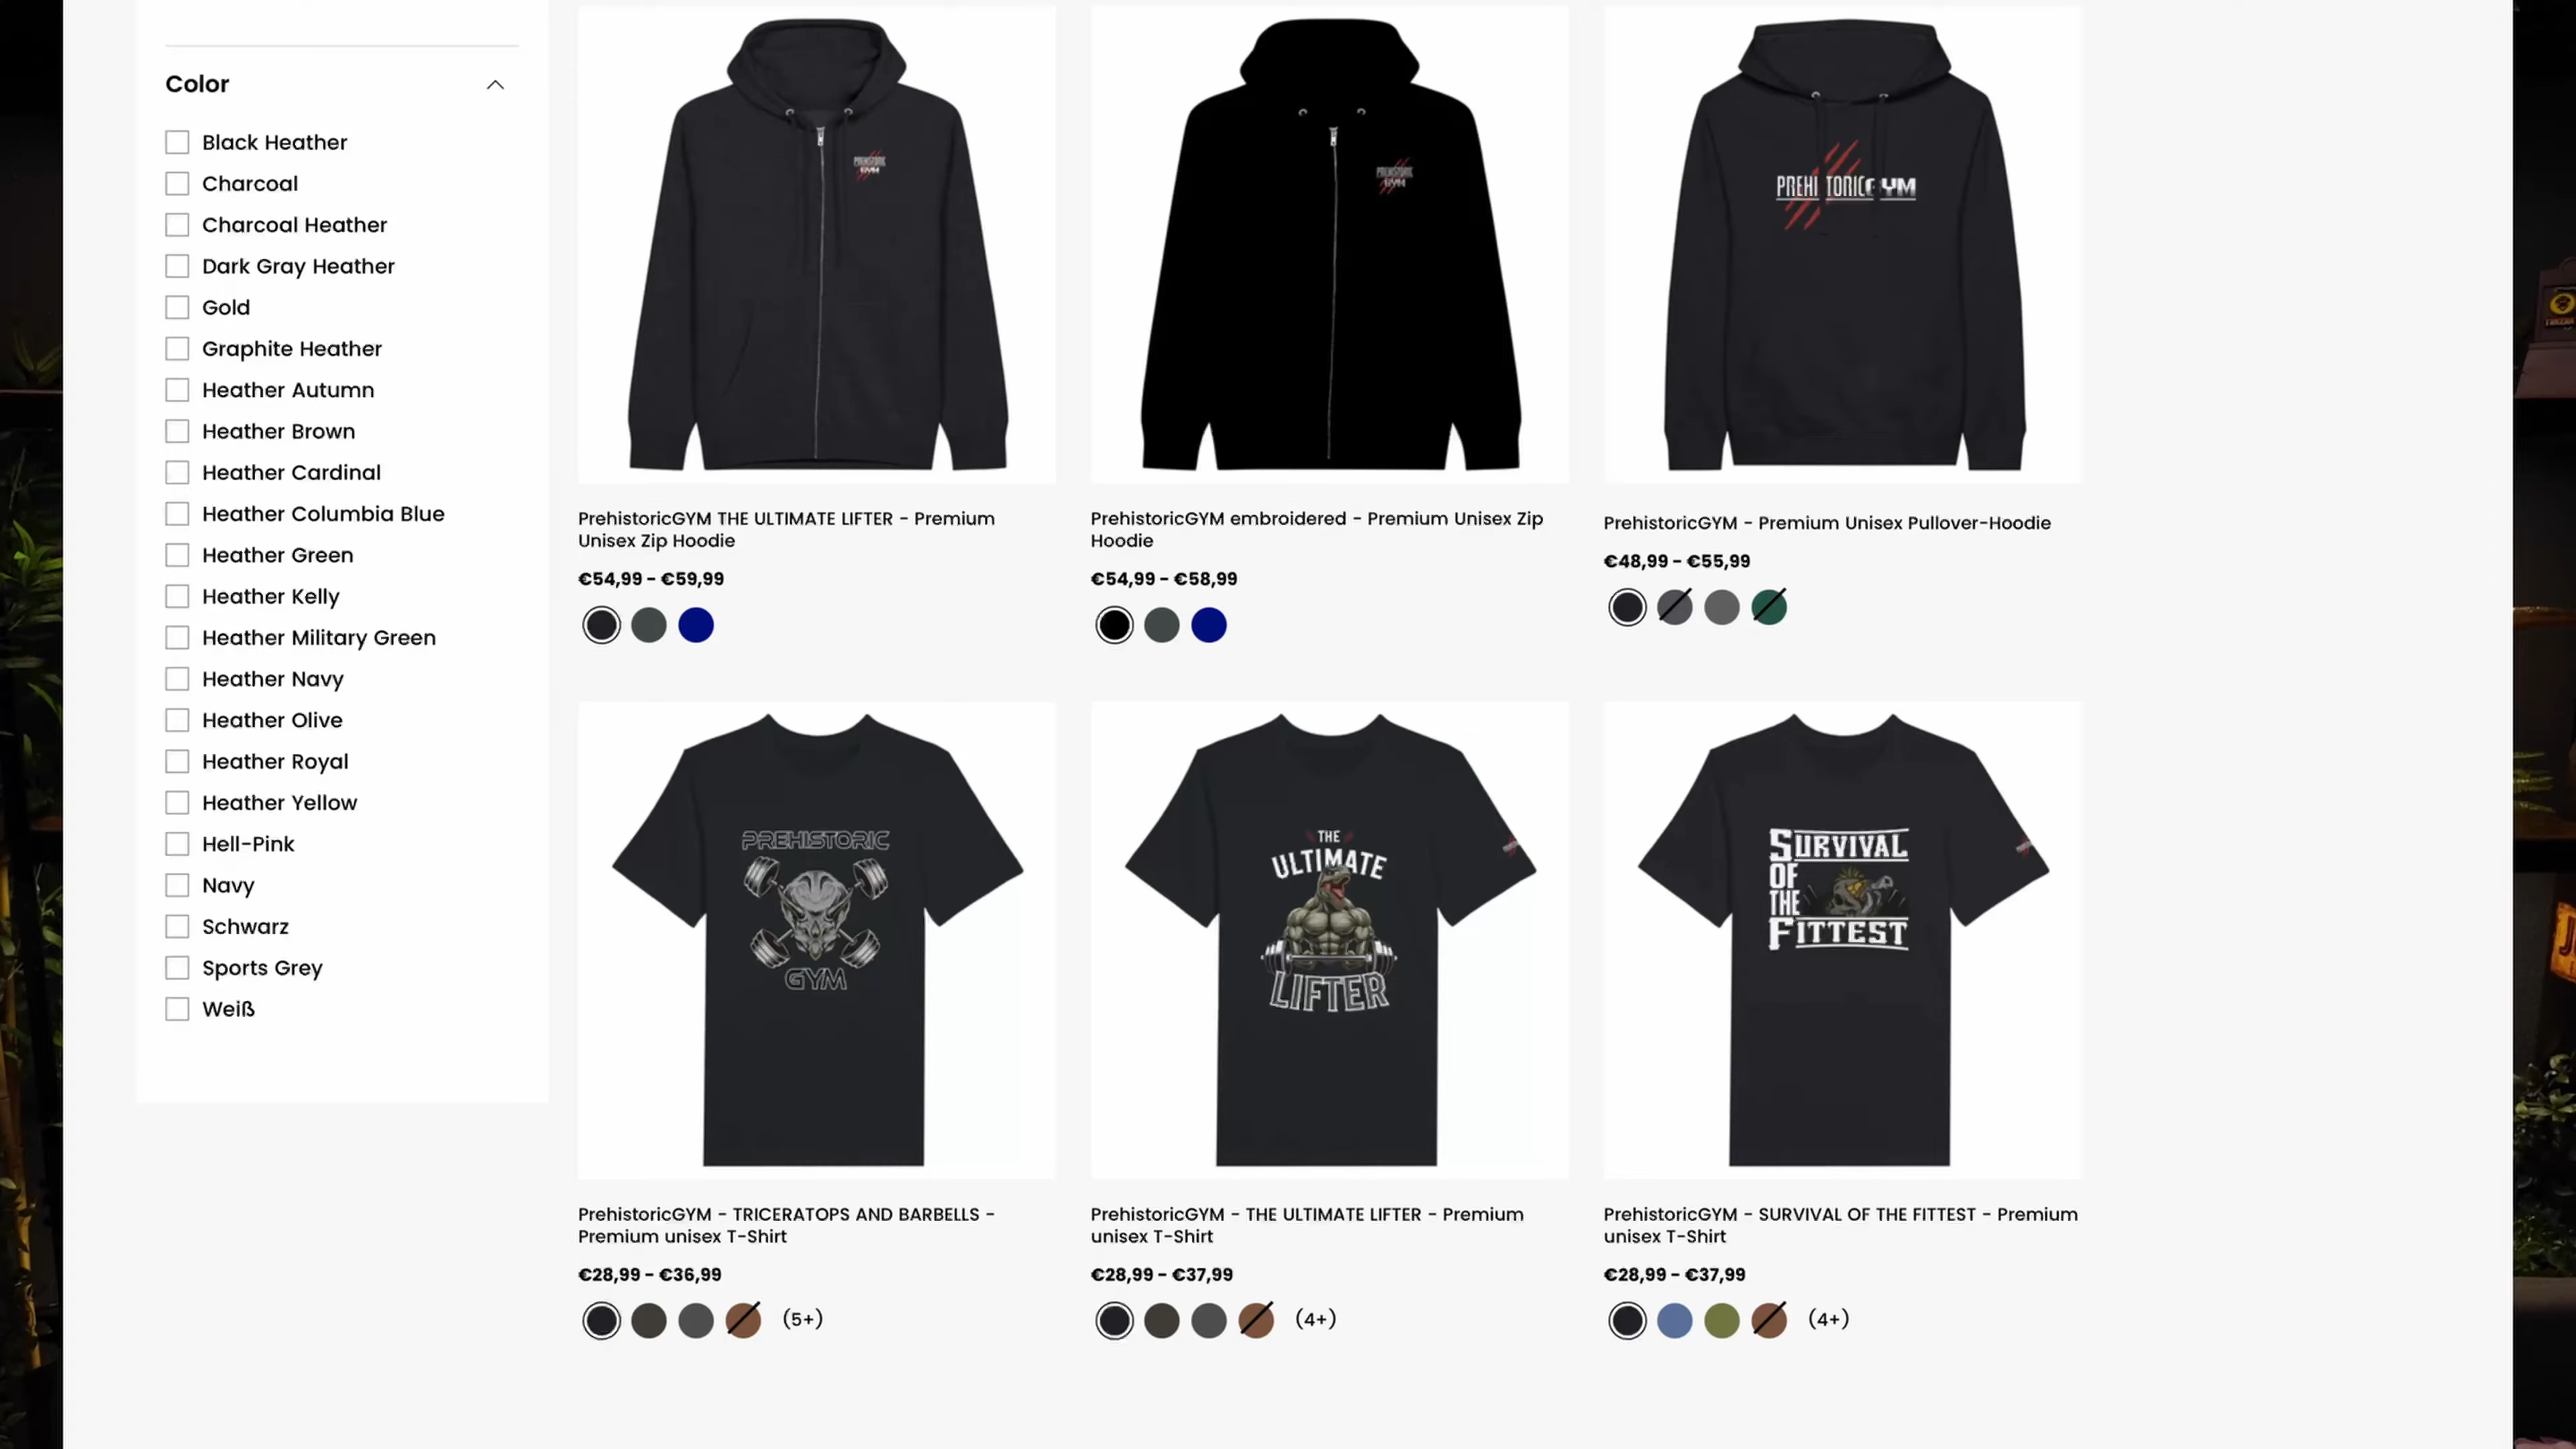 Color
Black Heather
Charcoal
Charcoal Heather
Dark Gray Heather
Gold
Graphite Heather
Heather Autumn
Heather Brown
Heather Cardinal
Heather Columbia Blue
Heather Green
Heather Kelly
Heather Military Green
Heather Navy
Heather Olive
Heather Royal
Heather Yellow
Hell-Pink
Navy
Schwarz
Sports Grey
Weiß
PREHISTORIC
GYM
PrehistoricGYM THE ULTIMATE LIFTER - Premium
Unisex Zip Hoodie
€54,99 - €59,99
PREHISTORIC
GYM
PrehistoricGYM embroidered - Premium Unisex Zip
Hoodie
€54,99 - €58,99
PREHI TORICGYM
PrehistoricGYM - Premium Unisex Pullover-Hoodie
€48,99 - €55,99
PREHISTORIC
GYM
PrehistoricGYM - TRICERATOPS AND BARBELLS -
Premium unisex T-Shirt
€28,99 - €36,99
(5+)
THE
ULTIMATE
LIFTER
PrehistoricGYM - THE ULTIMATE LIFTER - Premium
unisex T-Shirt
€28,99 - €37,99
(4+)
SURVIVAL
OF
THE
FITTEST
PrehistoricGYM - SURVIVAL OF THE FITTEST - Premium
unisex T-Shirt
€28,99 - €37,99
(4+)